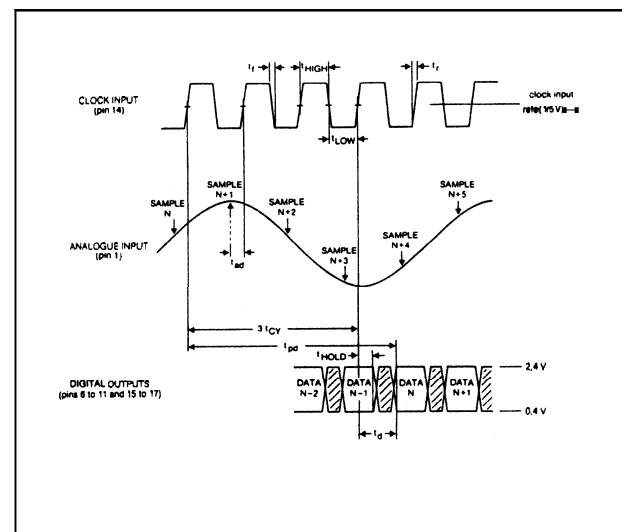 tf
tHIGH
tr
CLOCK INPUT
(pin 14)
clock input
tLOW
SAMPLE
N
SAMPLE
N+1
SAMPLE
N+2
SAMPLE
N+3
SAMPLE
N+4
SAMPLE
N+5
ANALOGUE INPUT
(pin 1)
tad
3 tCY
tpd
tHOLD
DIGITAL OUTPUTS
(pins 6 to 11 and 15 to 17)
DATA
N-2
DATA
N-1
DATA
N
DATA
N+1
2,4 V
0,4 V
td